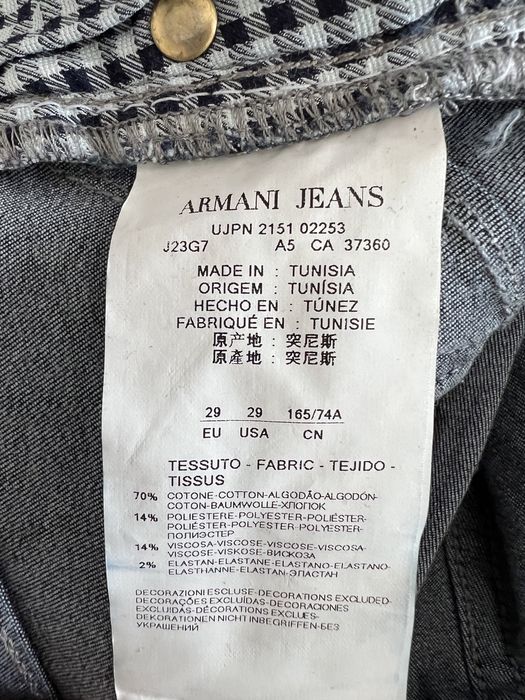 ARMANI JEANS
UJPN 2151 02253
J23G7 A5 CA 37360
MADE IN : TUNISIA
ORIGEM : TUNÍSIA
HECHO EN : TÚNEZ
FABRIQUÉ EN : TUNISIE
原产地 : 突尼斯
原產地 : 突尼斯
29 29 165/74A
EU USA CN
TESSUTO - FABRIC - TEJIDO -
TISSUS
70% COTONE-COTTON-ALGODÃO-ALGODÓN-
COTON-BAUMWOLLE-ХЛОПОК
14% POLIESTERE-POLYESTER-POLIÉSTER-
POLIÉSTER-POLYESTER-POLYESTER-
ПОЛИЭСТЕР
14% VISCOSA-VISCOSE-VISCOSE-VISCOSA-
VISCOSE-VISKOSE-ВИСКОЗА
2% ELASTAN-ELASTANE-ELASTANO-ELASTANO-
ELASTHANNE-ELASTAN-ЭЛАСТАН
DECORAZIONI ESCLUSE-DECORATIONS EXCLUDED-
DECORAÇÕES EXCLUÍDAS-DECORACIONES
EXCLUIDAS-DÉCORATIONS EXCLUES-
DEKORATIONEN NICHT INBEGRIFFEN-БЕЗ
УКРАШЕНИЙ